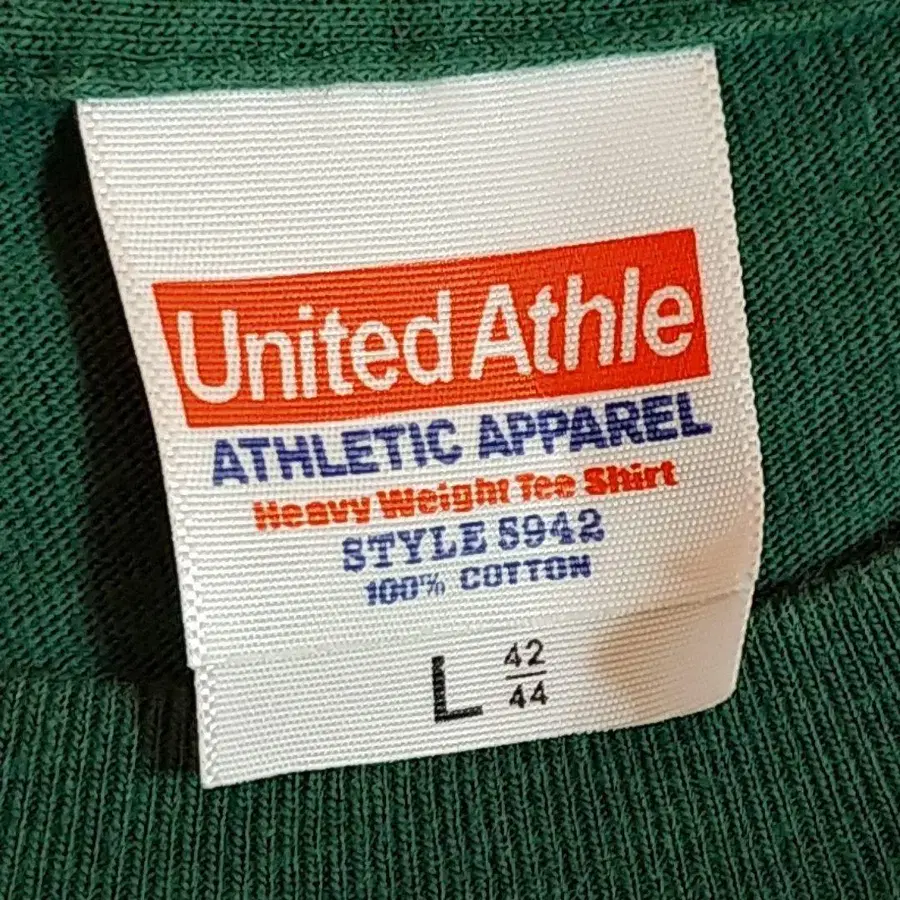 United Athle
ATHLETIC APPAREL
Heavy Weight Tee Shirt
STYLE 5942
100% COTTON
L 42/44